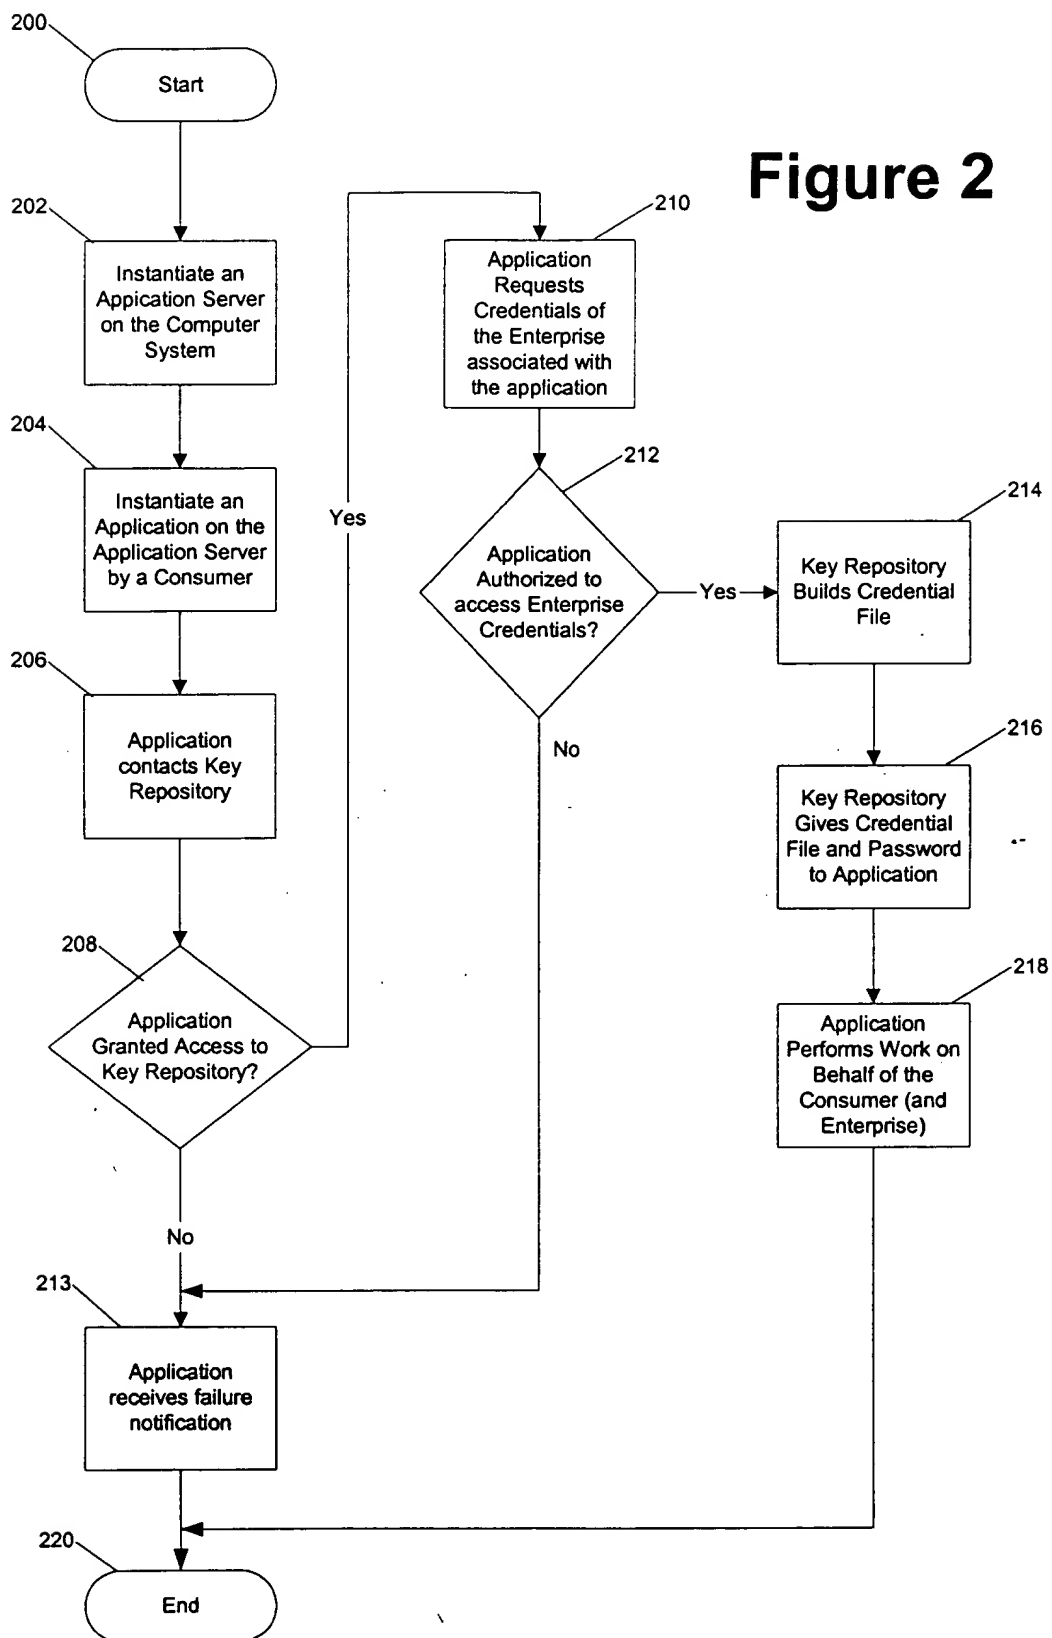 200
Start
Figure 2
202
Instantiate an
Appication Server
on the Computer
System
204
Instantiate an
Application on the
Application Server
by a Consumer
206
Application
contacts Key
Repository
208
Application
Granted Access to
Key Repository?
Yes
No
210
Application
Requests
Credentials of
the Enterprise
associated with
the application
212
Application
Authorized to
access Enterprise
Credentials?
Yes
No
213
Application
receives failure
notification
214
Key Repository
Builds Credential
File
216
Key Repository
Gives Credential
File and Password
to Application
218
Application
Performs Work on
Behalf of the
Consumer (and
Enterprise)
220
End